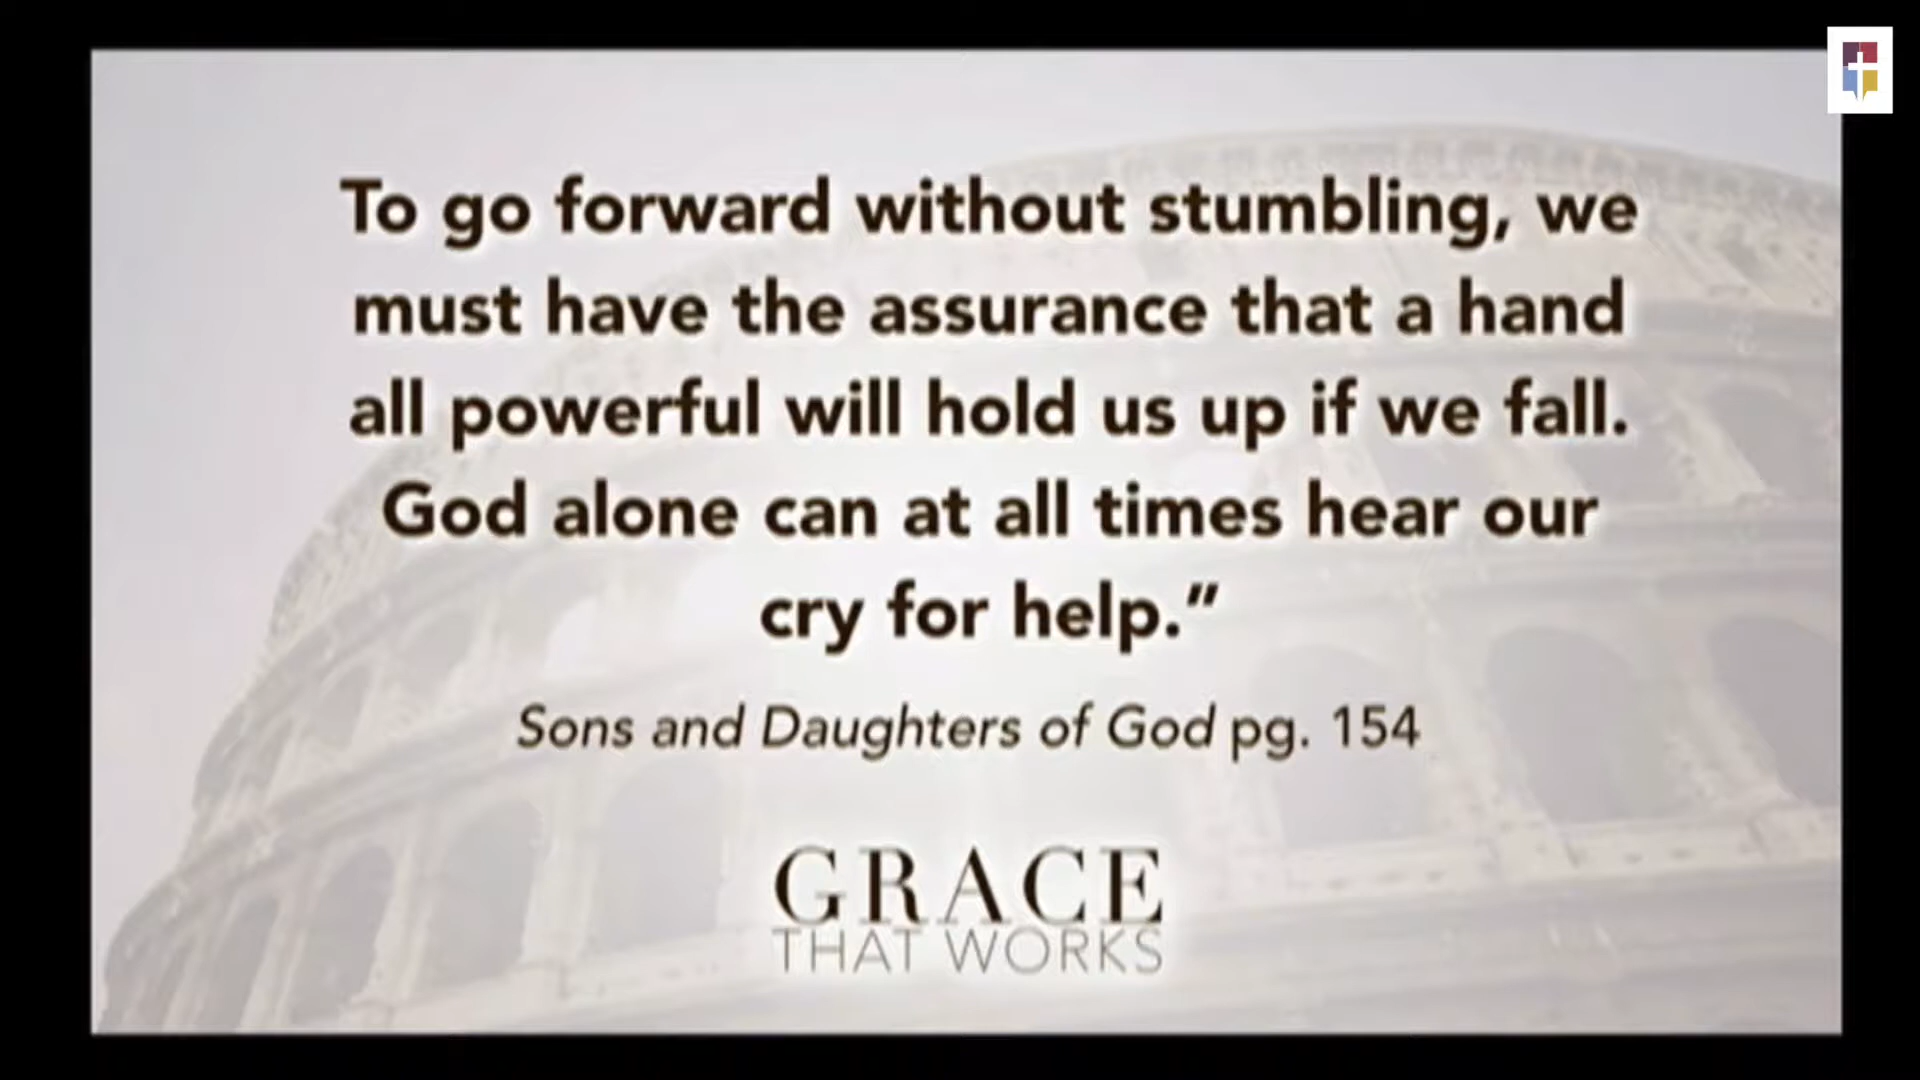 To go forward without stumbling, we
must have the assurance that a hand
all powerful will hold us up if we fall.
God alone can at all times hear our
cry for help.”
Sons and Daughters of God pg. 154
GRACE
THAT WORKS